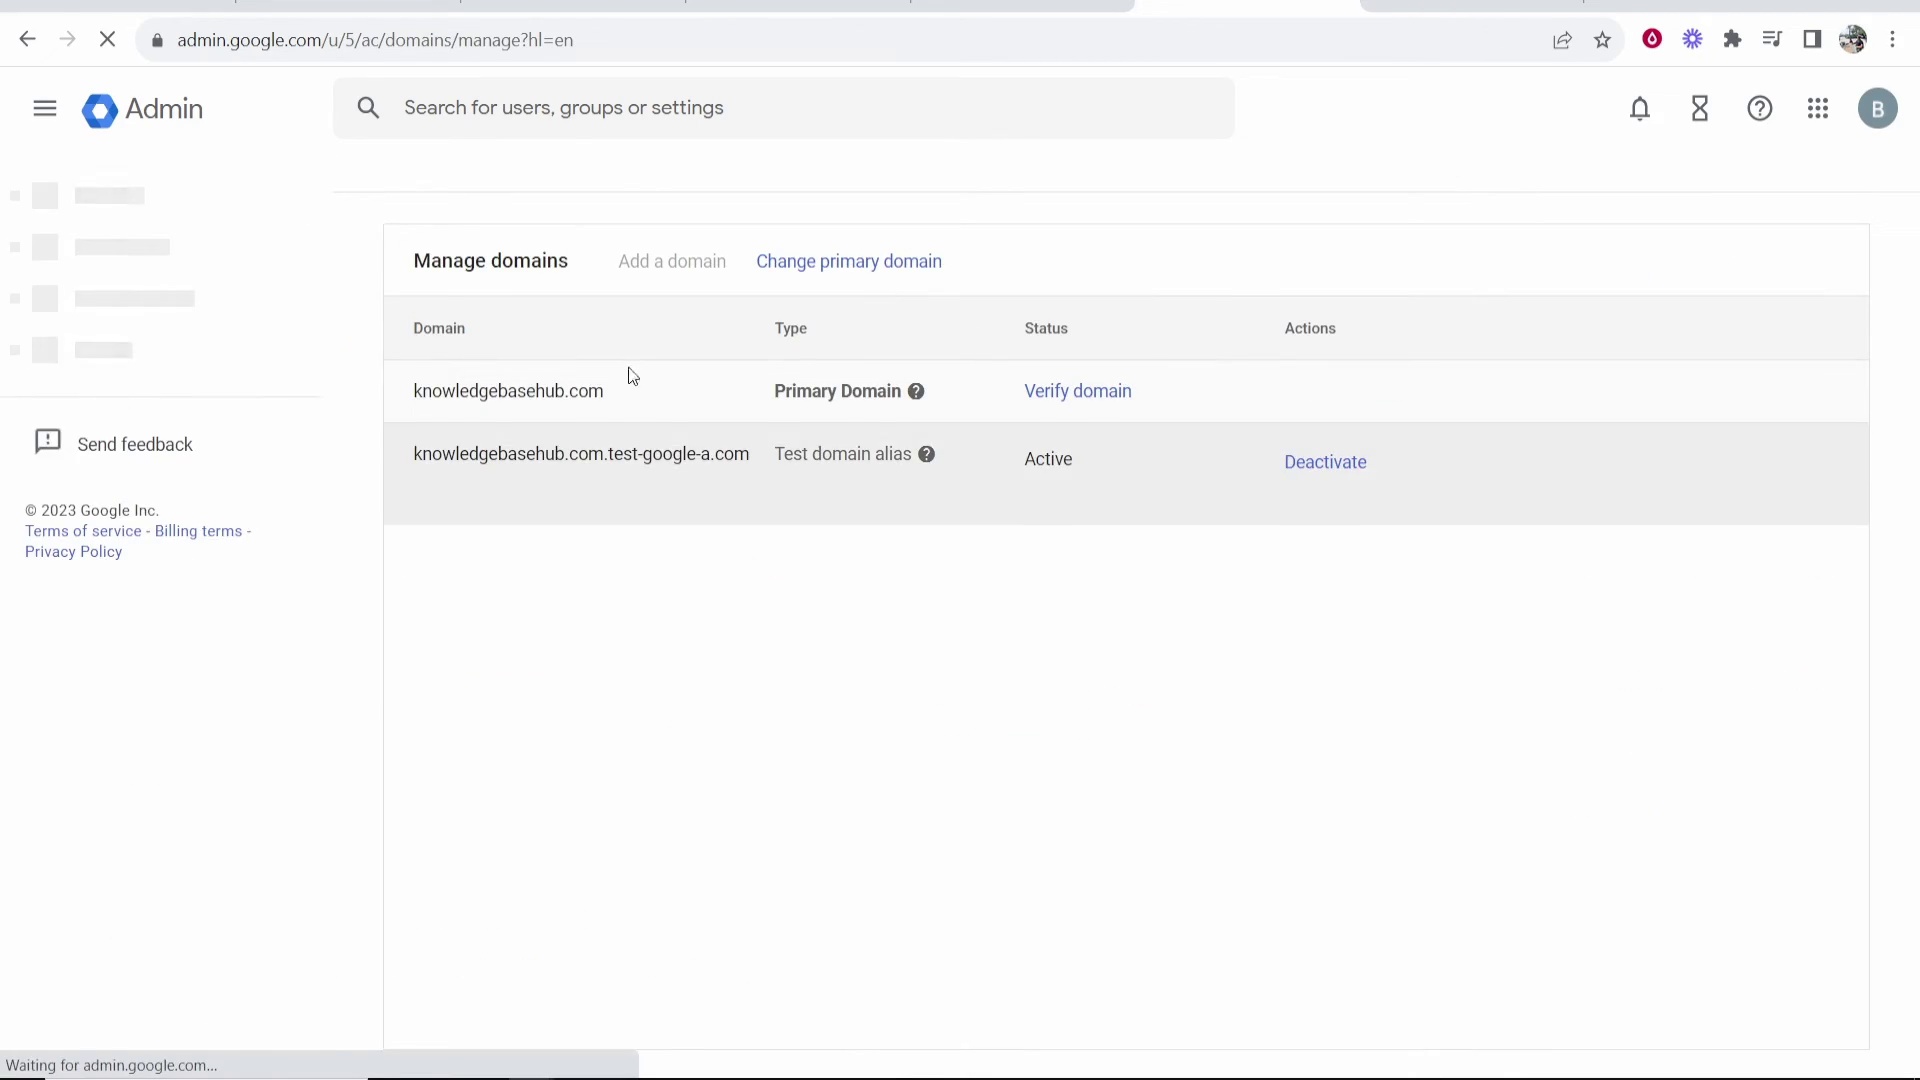 admin.google.com/u/5/ac/domains/manage?hl=en
Admin
Search for users, groups or settings
B
Manage domains
Add a domain
Change primary domain
Domain
Type
Status
Actions
knowledgebasehub.com
Primary Domain
Verify domain
knowledgebasehub.com.test-google-a.com
Test domain alias
Active
Deactivate
Send feedback
© 2023 Google Inc.
Terms of service - Billing terms -
Privacy Policy
Waiting for admin.google.com...